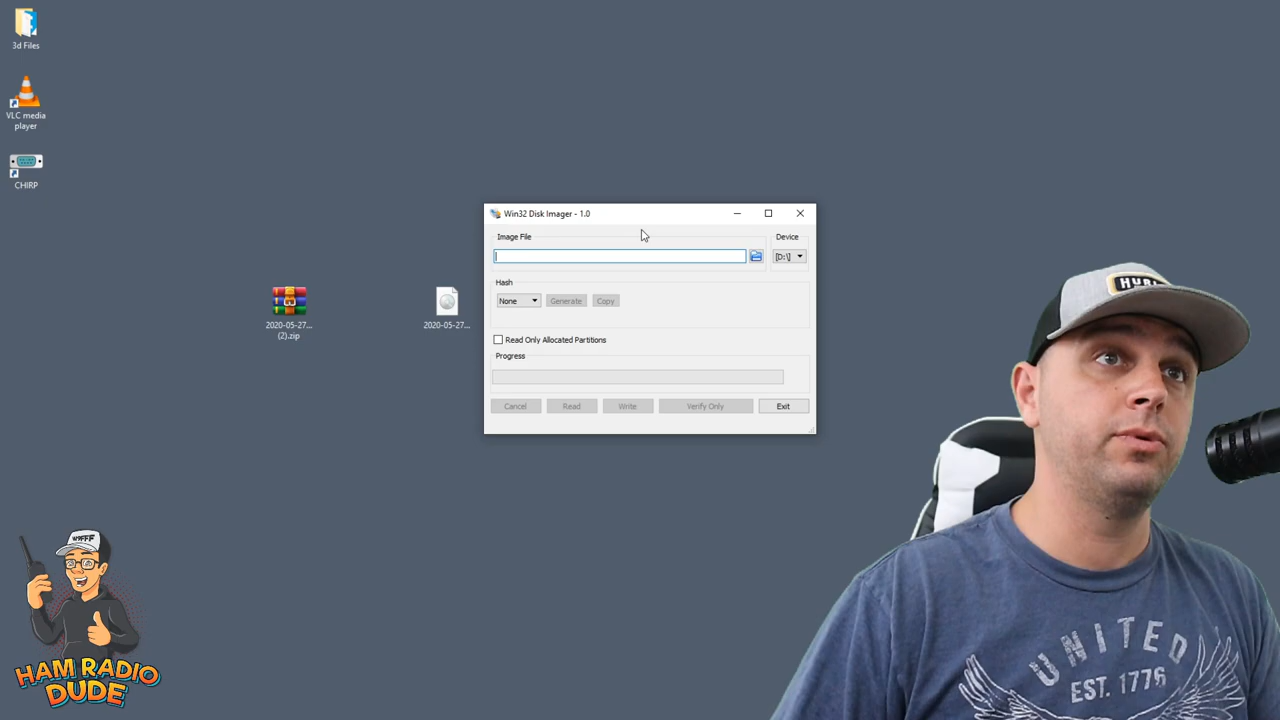 3d Files
VLC media
player
CHIRP
2020-05-27...
(2).zip
2020-05-27...
Win32 Disk Imager - 1.0
Image File
Device
[D:\]
Hash
None
Generate
Copy
Read Only Allocated Partitions
Progress
Cancel
Read
Write
Verify Only
Exit
HURL
UNITED
EST. 1776
WPFFF
HAM RADIO
DUDE